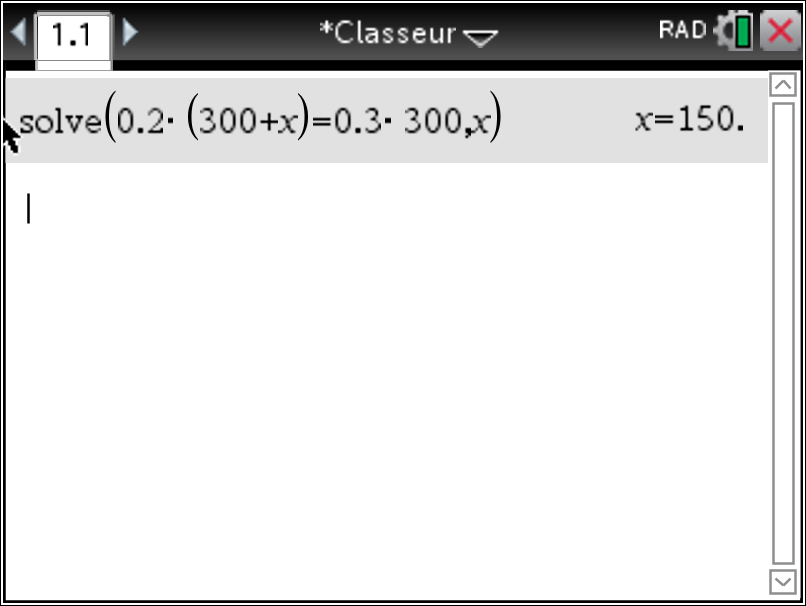 1.1
*Classeur
RAD
solve(0.2· (300+x)=0.3· 300,x)
x=150.